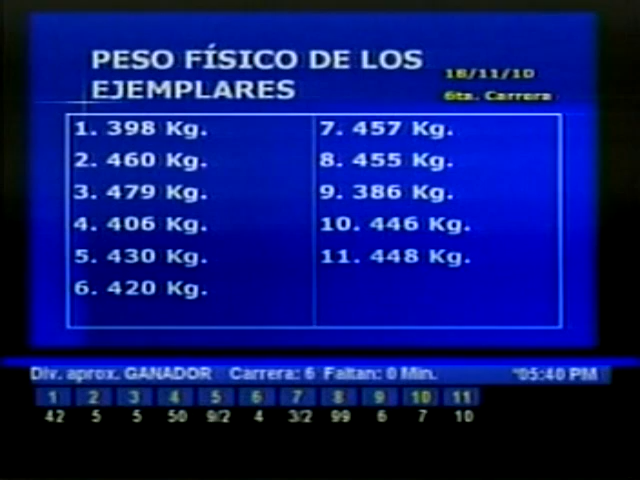 PESO FÍSICO DE LOS
EJEMPLARES
18/11/10
6ta. Carrera
1. 398 Kg.
2. 460 Kg.
3. 479 Kg.
4. 406 Kg.
5. 430 Kg.
6. 420 Kg.
7. 457 Kg.
8. 455 Kg.
9. 386 Kg.
10. 446 Kg.
11. 448 Kg.
Div. aprox. GANADOR Carrera: 6 Faltan: 0 Min. "05:40 PM
1 2 3 4 5 6 7 8 9 10 11
42 5 5 50 9/2 4 3/2 99 6 7 10